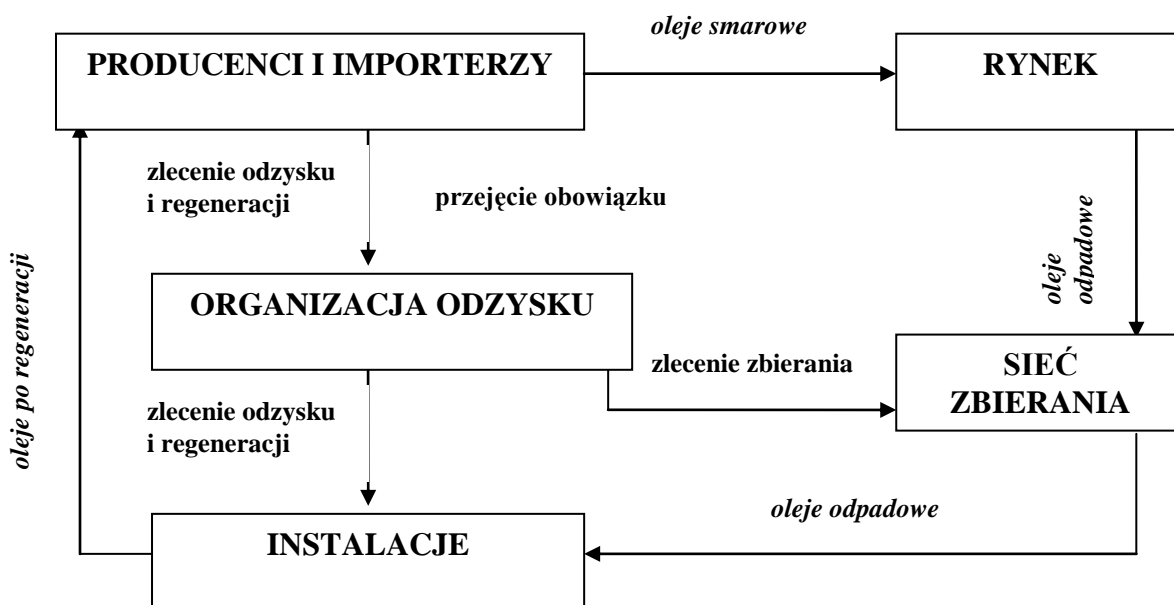 oleje smarowe
PRODUCENCI I IMPORTERZY
RYNEK
zlecenie odzysku
i regeneracji
przejęcie obowiązku
oleje
odpadowe
oleje po regeneracji
ORGANIZACJA ODZYSKU
zlecenie zbierania
SIEĆ
ZBIERANIA
zlecenie odzysku
i regeneracji
oleje odpadowe
INSTALACJE